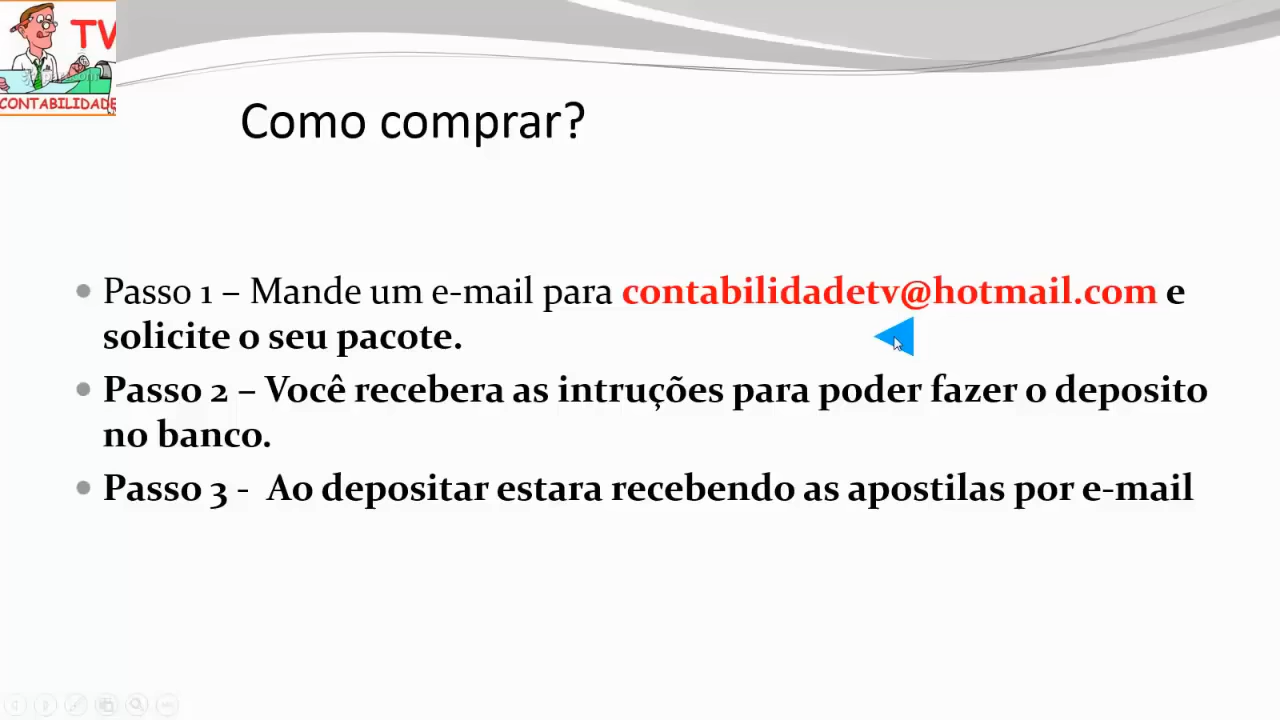 TV
CONTABILIDADE
Como comprar?
Passo 1 – Mande um e-mail para contabilidadetv@hotmail.com e
solicite o seu pacote.
Passo 2 – Você recebera as intruções para poder fazer o deposito
no banco.
Passo 3 - Ao depositar estara recebendo as apostilas por e-mail